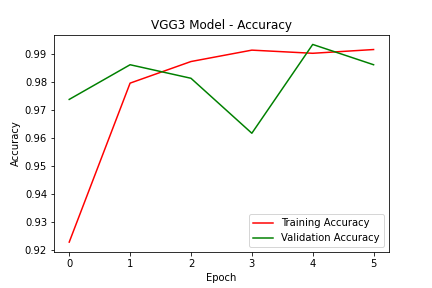 VGG3 Model - Accuracy
0.99
0.98
0.97
0.96
0.95
0.94
0.93
0.92
Accuracy
Training Accuracy
Validation Accuracy
0 1 2 3 4 5
Epoch